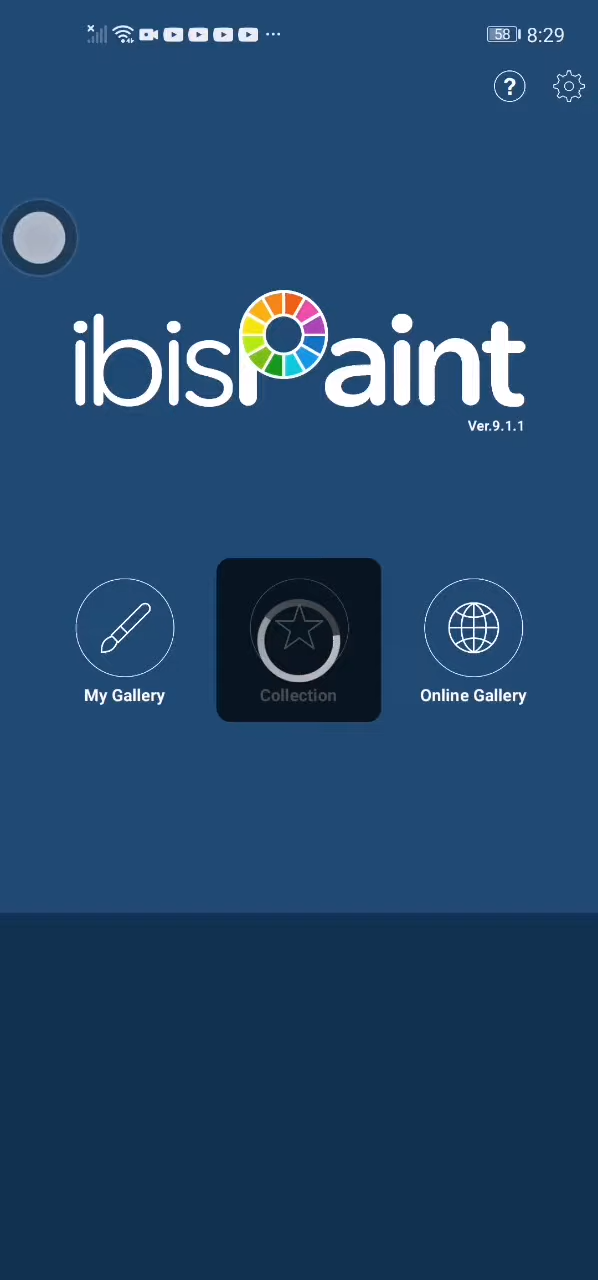 58 8:29
?
ibisPaint
Ver.9.1.1
My Gallery
Collection
Online Gallery